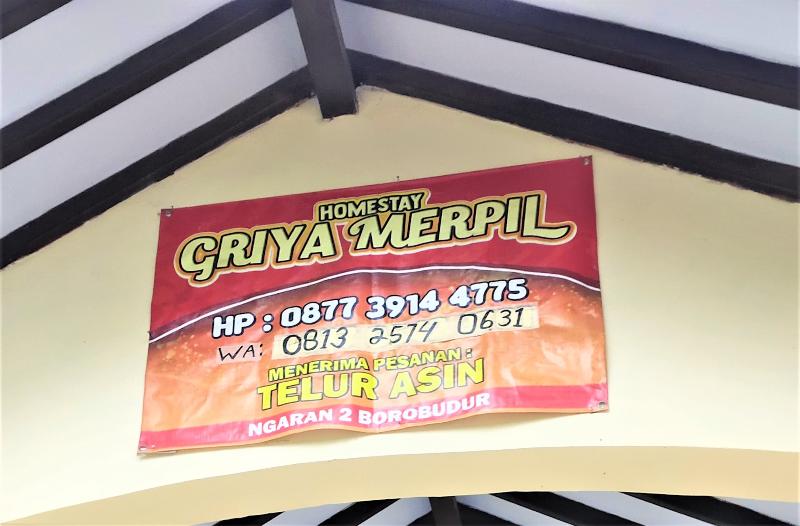 HOMESTAY
GRIYA MERPIL
HP : 0877 3914 4775
WA: 0813 2574 0631
MENERIMA PESANAN :
TELUR ASIN
NGARAN 2 BOROBUDUR